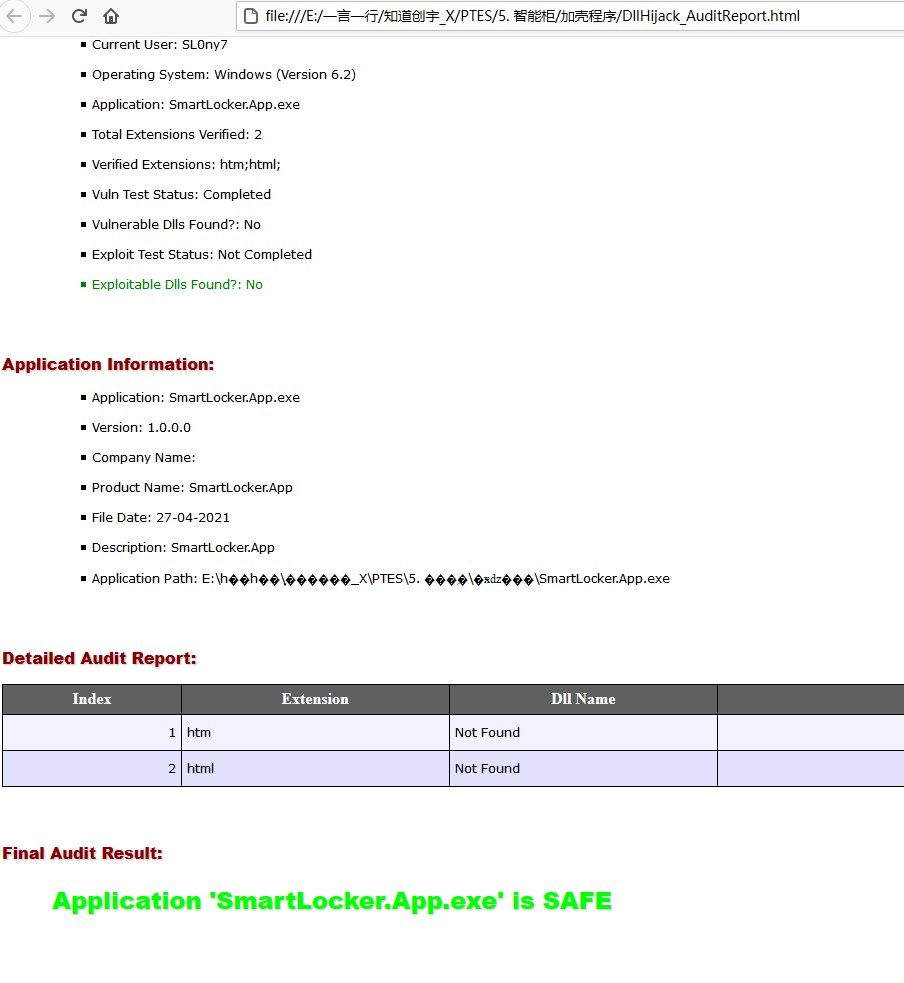 file:///E:/一言一行/知道创宇_X/PTES/5. 智能柜/加壳程序/DllHijack_AuditReport.html
Current User: SL0ny7
Operating System: Windows (Version 6.2)
Application: SmartLocker.App.exe
Total Extensions Verified: 2
Verified Extensions: htm;html;
Vuln Test Status: Completed
Vulnerable Dlls Found?: No
Exploit Test Status: Not Completed
Exploitable Dlls Found?: No
Application Information:
Application: SmartLocker.App.exe
Version: 1.0.0.0
Company Name:
Product Name: SmartLocker.App
File Date: 27-04-2021
Description: SmartLocker.App
Application Path: E:\h��h��\������_X\PTES\5. ����\�ϰǳ���\SmartLocker.App.exe
Detailed Audit Report:
Index Extension Dll Name
1 htm Not Found
2 html Not Found
Final Audit Result:
Application 'SmartLocker.App.exe' is SAFE